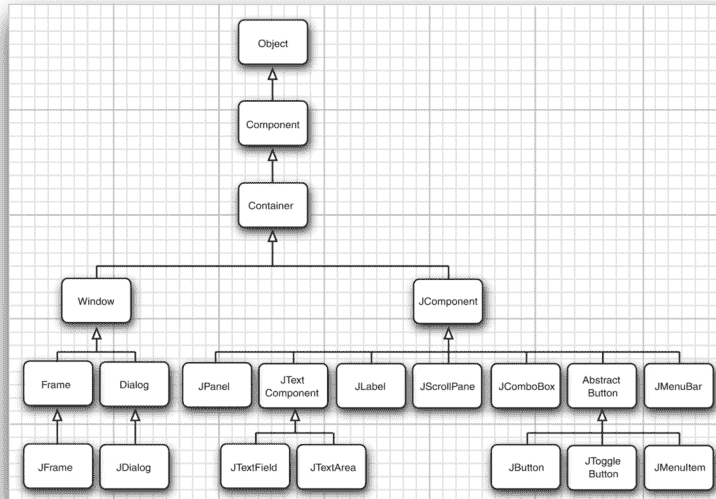 Object
Component
Container
Window
JComponent
Frame
Dialog
JPanel
JText
Component
JLabel
JScrollPane
JComboBox
Abstract
Button
JMenuBar
JFrame
JDialog
JTextField
JTextArea
JButton
JToggle
Button
JMenuItem